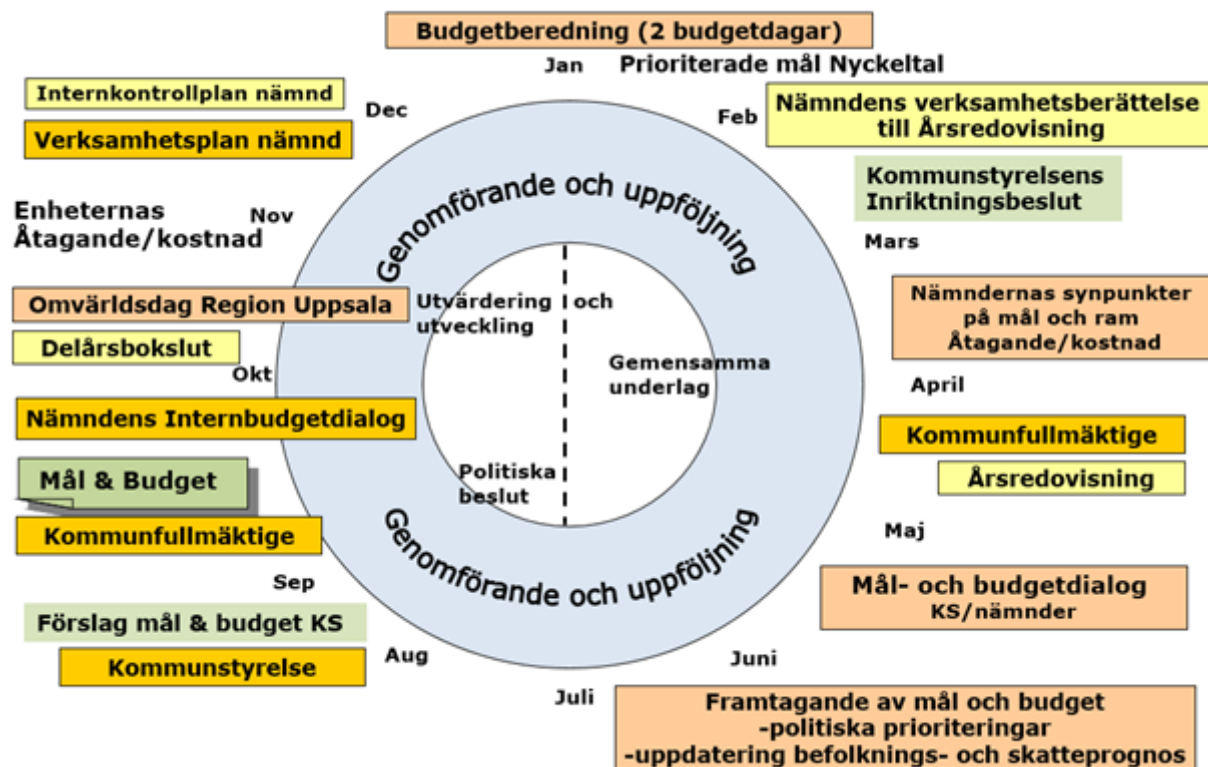 Budgetberedning (2 budgetdagar)
Jan
Prioriterade mål Nyckeltal
Feb
Nämndens verksamhetsberättelse
till Årsredovisning
Kommunstyrelsens
Inriktningsbeslut
Mars
Nämndernas synpunkter
på mål och ram
Åtagande/kostnad
April
Kommunfullmäktige
Årsredovisning
Maj
Mål- och budgetdialog
KS/nämnder
Juni
Framtagande av mål och budget
-politiska prioriteringar
-uppdatering befolknings- och skatteprognos
Juli
Aug
Förslag mål & budget KS
Kommunstyrelse
Sep
Mål & Budget
Kommunfullmäktige
Nämndens Internbudgetdialog
Okt
Omvärldsdag Region Uppsala
Delårsbokslut
Nov
Enheternas
Åtagande/kostnad
Dec
Internkontrollplan nämnd
Verksamhetsplan nämnd
Genomförande och uppföljning
Utvärdering och
utveckling
Gemensamma
underlag
Politiska
beslut
Genomförande och uppföljning